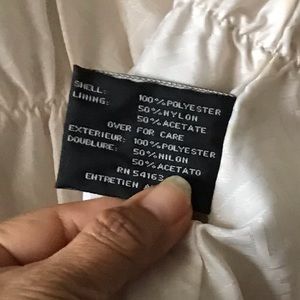 SHELL: 100%POLYESTER
LINING: 50%NYLON
50%ACETATE
OVER FOR CARE
EXTERIEUR: 100%POLYESTER
DOUBLURE: 50%NILON
50%ACETATO
RN 54163
ENTRETIEN